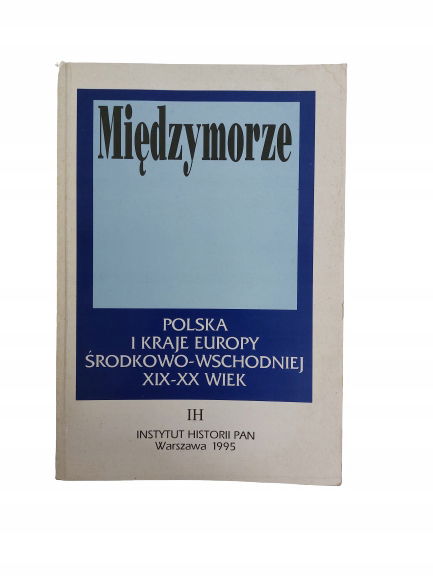 Międzymorze
POLSKA
I KRAJE EUROPY
ŚRODKOWO-WSCHODNIEJ
XIX-XX WIEK
IH
INSTYTUT HISTORII PAN
Warszawa 1995